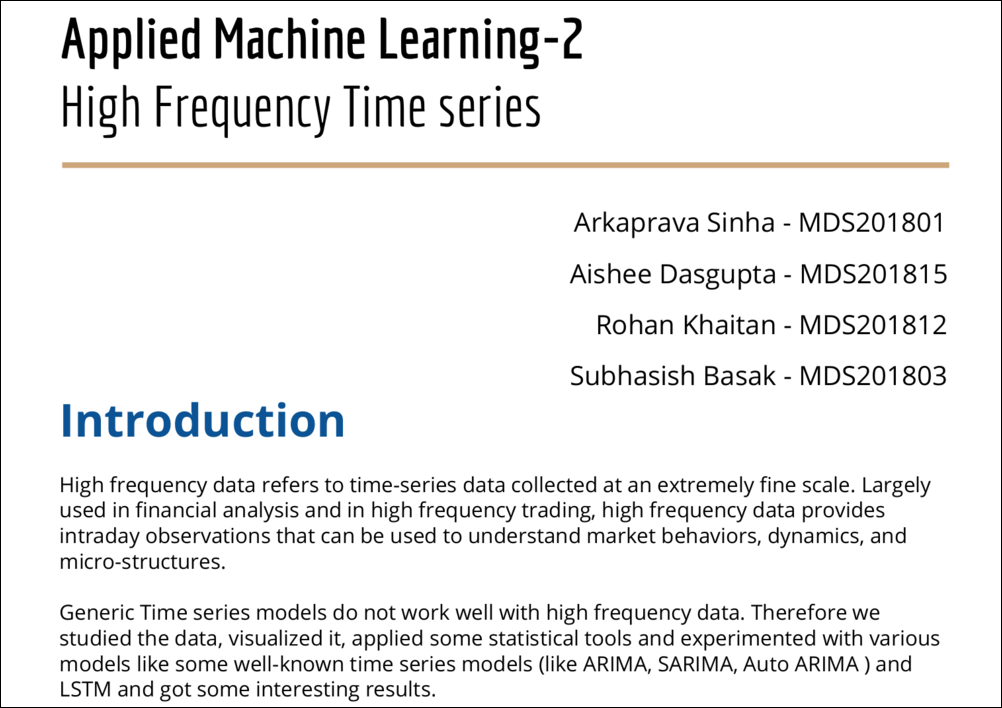 Applied Machine Learning-2
High Frequency Time series
Arkaprava Sinha - MDS201801
Aishee Dasgupta - MDS201815
Rohan Khaitan - MDS201812
Subhasish Basak - MDS201803
Introduction
High frequency data refers to time-series data collected at an extremely fine scale. Largely
used in financial analysis and in high frequency trading, high frequency data provides
intraday observations that can be used to understand market behaviors, dynamics, and
micro-structures.
Generic Time series models do not work well with high frequency data. Therefore we
studied the data, visualized it, applied some statistical tools and experimented with various
models like some well-known time series models (like ARIMA, SARIMA, Auto ARIMA ) and
LSTM and got some interesting results.